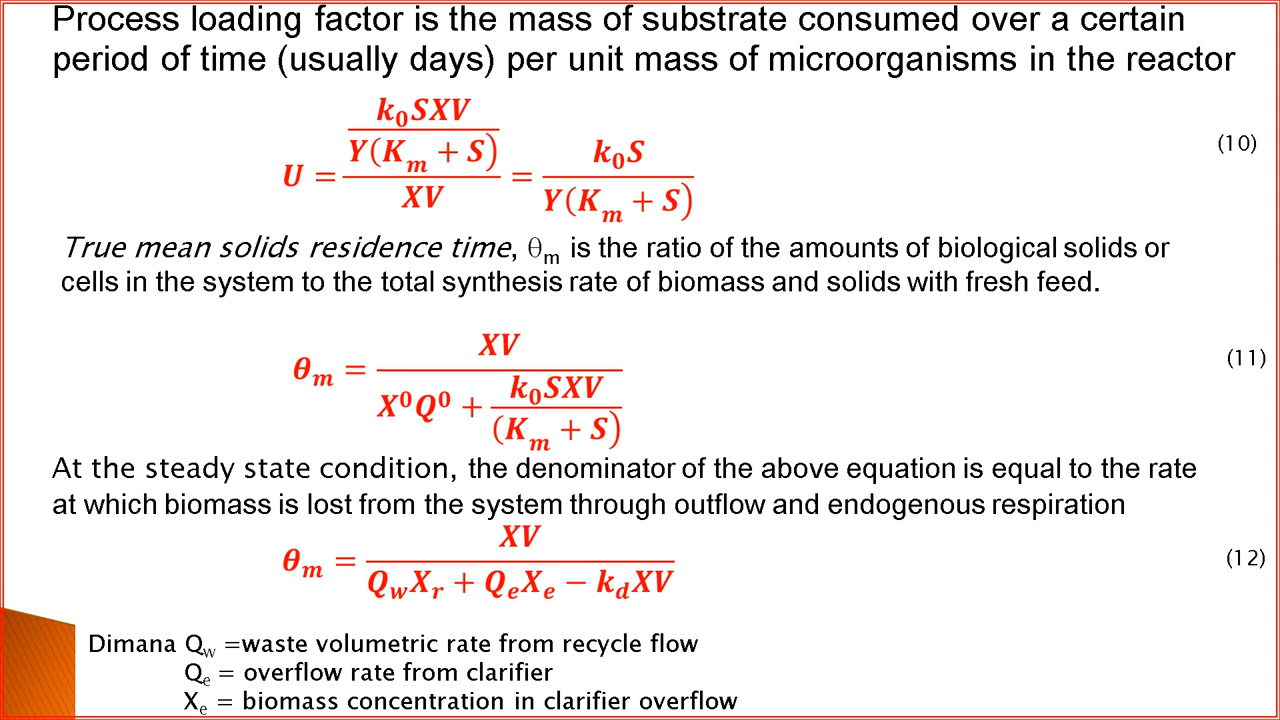 Process loading factor is the mass of substrate consumed over a certain
period of time (usually days) per unit mass of microorganisms in the reactor
U = (k₀SXV / Y(Kₘ + S)) / XV = k₀S / Y(Kₘ + S) (10)
True mean solids residence time, θₘ is the ratio of the amounts of biological solids or
cells in the system to the total synthesis rate of biomass and solids with fresh feed.
θₘ = XV / (X⁰Q⁰ + k₀SXV / (Kₘ + S)) (11)
At the steady state condition, the denominator of the above equation is equal to the rate
at which biomass is lost from the system through outflow and endogenous respiration
θₘ = XV / (Q_wX_r + Q_eX_e − k_dXV) (12)
Dimana Q_w =waste volumetric rate from recycle flow
Q_e = overflow rate from clarifier
X_e = biomass concentration in clarifier overflow